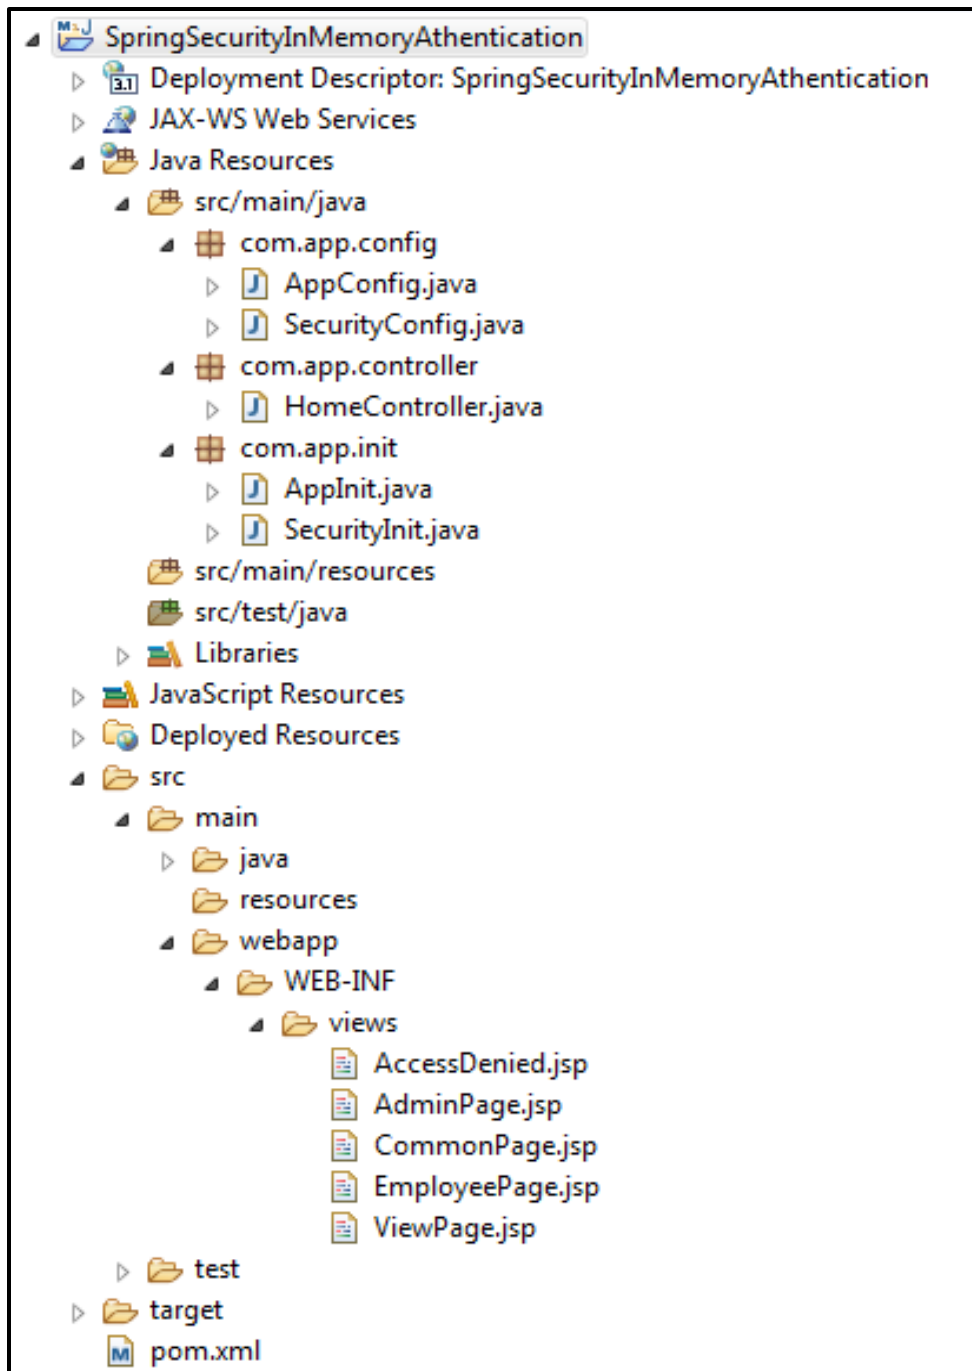 SpringSecurityInMemoryAthentication
Deployment Descriptor: SpringSecurityInMemoryAthentication
JAX-WS Web Services
Java Resources
src/main/java
com.app.config
AppConfig.java
SecurityConfig.java
com.app.controller
HomeController.java
com.app.init
AppInit.java
SecurityInit.java
src/main/resources
src/test/java
Libraries
JavaScript Resources
Deployed Resources
src
main
java
resources
webapp
WEB-INF
views
AccessDenied.jsp
AdminPage.jsp
CommonPage.jsp
EmployeePage.jsp
ViewPage.jsp
test
target
pom.xml